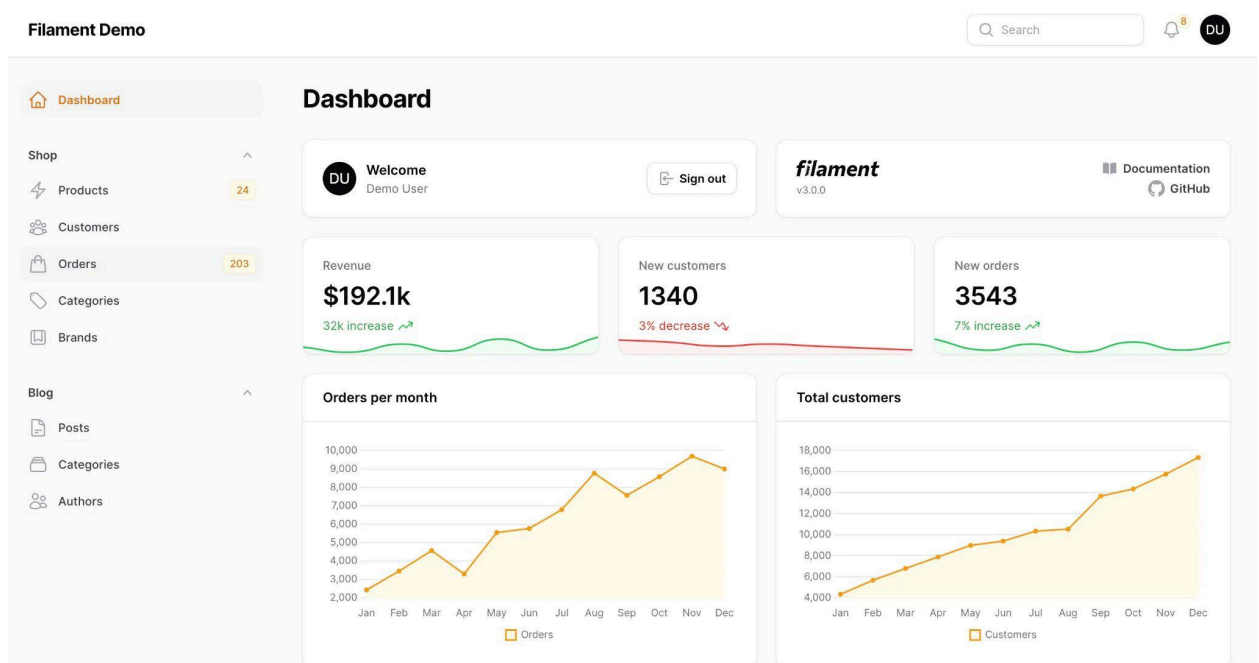 Filament Demo
Search
8
DU
Dashboard
Shop
Products 24
Customers
Orders 203
Categories
Brands
Blog
Posts
Categories
Authors
Dashboard
DU
Welcome
Demo User
Sign out
filament
v3.0.0
Documentation
GitHub
Revenue
$192.1k
32k increase
New customers
1340
3% decrease
New orders
3543
7% increase
Orders per month
10,000
9,000
8,000
7,000
6,000
5,000
4,000
3,000
2,000
Jan Feb Mar Apr May Jun Jul Aug Sep Oct Nov Dec
Orders
Total customers
18,000
16,000
14,000
12,000
10,000
8,000
6,000
4,000
Jan Feb Mar Apr May Jun Jul Aug Sep Oct Nov Dec
Customers